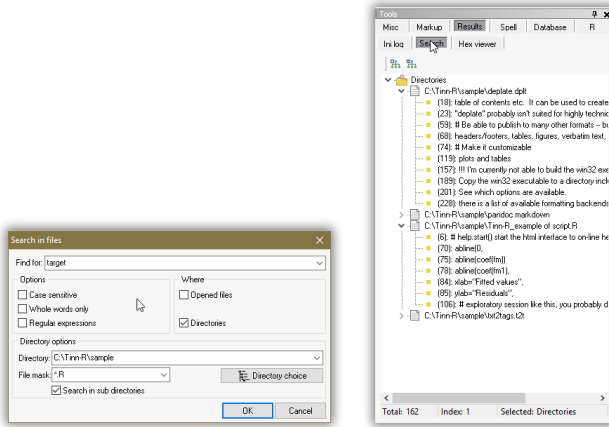 Search in files
Find for: target
Options
Case sensitive
Whole words only
Regular expressions
Where
Opened files
Directories
Directory options
Directory: C:\Tinn-R\sample
File mask: *.R
Directory choice
Search in sub directories
OK
Cancel
Tools
Misc Markup Results Spell Database R
Ini log Search Hex viewer
Directories
C:\Tinn-R\sample\deplate.dplt
(18): table of contents etc. It can be used to create
(23): "deplate" probably isn't suited for highly technic
(59): # Be able to publish to many other formats -- bu
(68): headers/footers, tables, figures, verbatim text,
(74): # Make it customizable
(119): plots and tables
(157): !!! I'm currently not able to build the win32 exe
(189): Copy the win32 executable to a directory inclu
(201): See which options are available.
(228): there is a list of available formatting backends
C:\Tinn-R\sample\pandoc.markdown
C:\Tinn-R\sample\Tinn-R_example of script.R
(6): # help.start() start the html interface to on-line he
(70): abline(0,
(75): abline(coef(fm))
(78): abline(coef(fm1),
(84): xlab="Fitted values",
(85): ylab="Residuals",
(106): # exploratory session like this, you probably d
C:\Tinn-R\sample\txt2tags.t2t
Total: 162 Index: 1 Selected: Directories